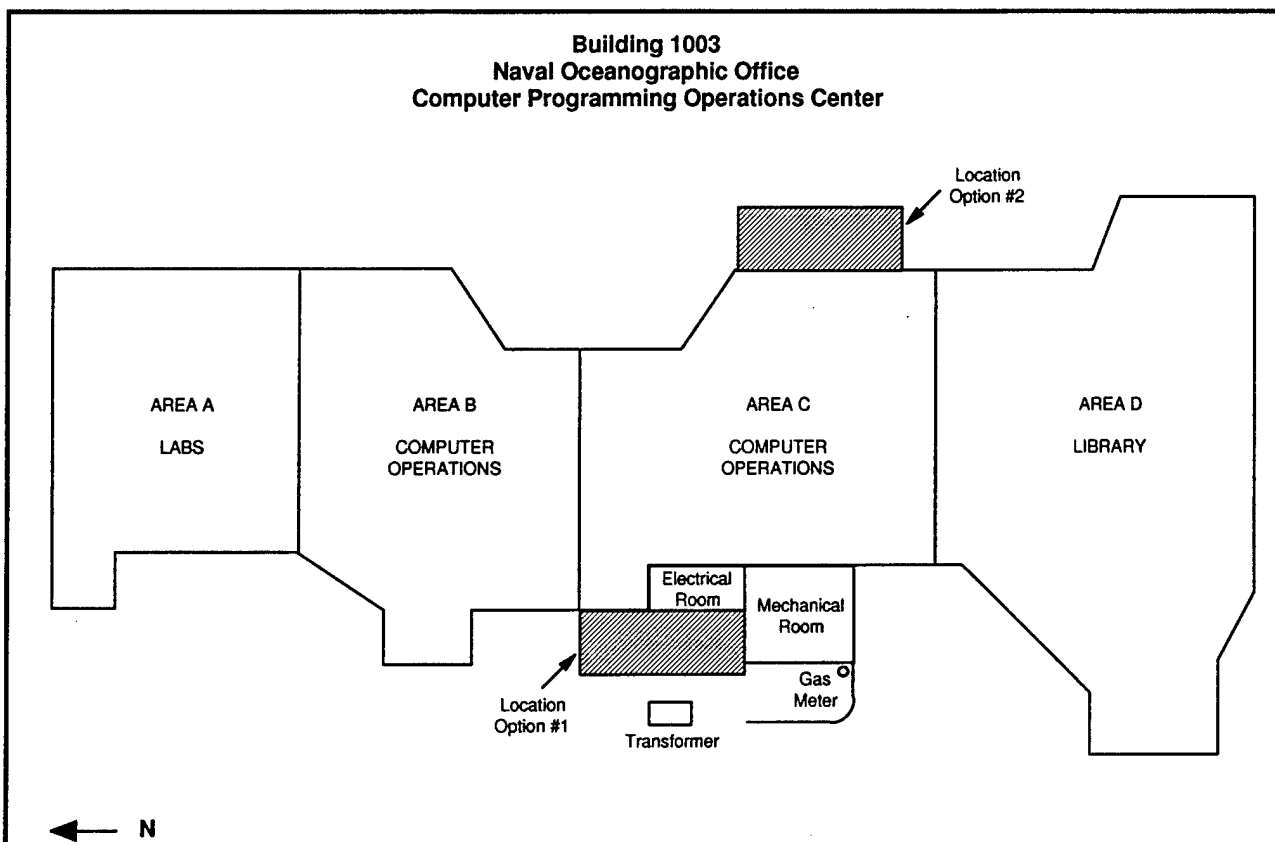 Building 1003
Naval Oceanographic Office
Computer Programming Operations Center
Location
Option #2
AREA A
LABS
AREA B
COMPUTER
OPERATIONS
AREA C
COMPUTER
OPERATIONS
AREA D
LIBRARY
Electrical
Room
Mechanical
Room
Gas
Meter
Location
Option #1
Transformer
N